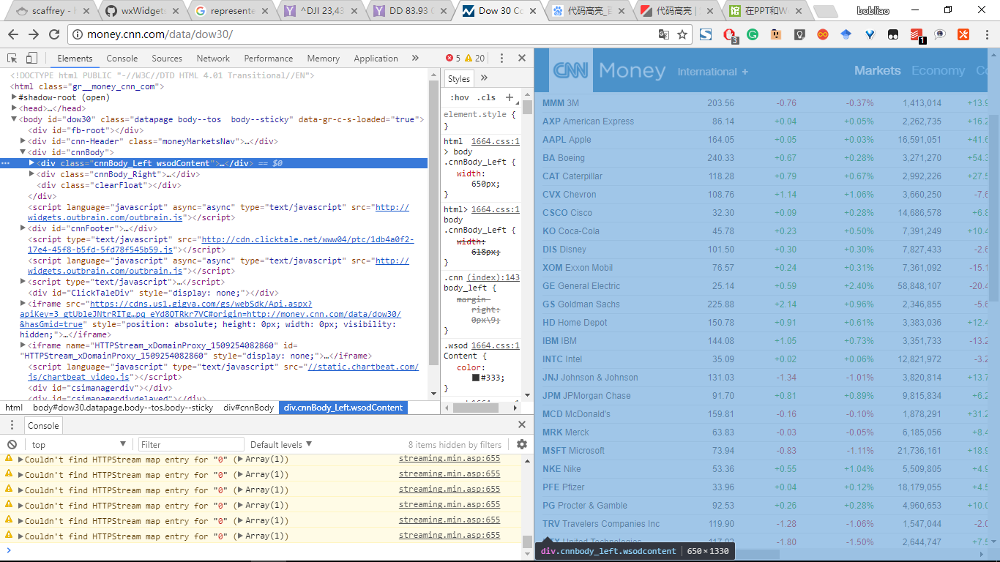 scaffrey - F
wxWidgets
represente
^DJI 23,43
DD 83.93 0
Dow 30 Co
代码高亮_百
代码高亮 |
在PPT和W
bobliao
money.cnn.com/data/dow30/
3
1
Elements Console Sources Network Performance Memory Application » 5 20
<!DOCTYPE html PUBLIC "-//W3C//DTD HTML 4.01 Transitional//EN">
<html class="gr__money_cnn_com">
#shadow-root (open)
<head>…</head>
<body id="dow30" class="datapage body--tos  body--sticky" data-gr-c-s-loaded="true">
<div id="fb-root"></div>
<div id="cnn-Header" class="moneyMarketsNav">…</div>
<div id="cnnBody">
<div class="cnnBody_Left wsodContent">…</div> == $0
<div class="cnnBody_Right">…</div>
<div class="clearFloat"></div>
</div>
<script language="javascript" async="async" type="text/javascript" src="http://
widgets.outbrain.com/outbrain.js"></script>
<div id="cnnFooter">…</div>
<script type="text/javascript" src="http://cdn.clicktale.net/www04/ptc/1db4a0f2-
17e4-45f8-b5fd-5fd78f545b59.js"></script>
<script language="javascript" async="async" type="text/javascript" src="http://
widgets.outbrain.com/outbrain.js"></script>
<script type="text/javascript">…</script>
<div id="ClickTaleDiv" style="display: none;"></div>
<iframe src="https://cdns.us1.gigya.com/gs/webSdk/Api.aspx?
apiKey=3_gtUbleJNtrRITg…pq_eYd8QTRkr7VC#origin=http://money.cnn.com/data/dow30/
&hasGmid=true" style="position: absolute; height: 0px; width: 0px; visibility:
hidden;">…</iframe>
<iframe name="HTTPStream_xDomainProxy_1509254082860" id=
"HTTPStream_xDomainProxy_1509254082860" style="display: none;">…</iframe>
<script language="javascript" type="text/javascript" src="//static.chartbeat.com/
js/chartbeat_video.js"></script>
<div id="csimanagerdiv"></div>
<div id="csimanagerdivdelayed"></div>
html body#dow30.datapage.body--tos.body--sticky div#cnnBody div.cnnBody_Left.wsodContent
Styles »
:hov .cls +
element.style {
}
html 1664.css:1
> body
.cnnBody_Left {
width:
650px;
}
html> 1664.css:1
body
.cnnBody_Left {
width:
618px;
}
.cnn (index):143
body_left {
margin-
right:
0px\9;
}
.wsod 1664.css:1
Content {
color:
#333;
}
Console
top Filter Default levels 8 items hidden by filters
Couldn't find HTTPStream map entry for "0" (Array(1)) streaming.min.asp:655
Couldn't find HTTPStream map entry for "0" (Array(1)) streaming.min.asp:655
Couldn't find HTTPStream map entry for "0" (Array(1)) streaming.min.asp:655
Couldn't find HTTPStream map entry for "0" (Array(1)) streaming.min.asp:655
Couldn't find HTTPStream map entry for "0" (Array(1)) streaming.min.asp:655
Couldn't find HTTPStream map entry for "0" (Array(1)) streaming.min.asp:655
>
CNN Money International + Markets Economy Co
MMM 3M 203.56 -0.76 -0.37% 1,413,014 +13.9
AXP American Express 86.14 +0.04 +0.05% 2,262,735 +16.2
AAPL Apple 164.05 +0.05 +0.03% 16,591,051 +41.6
BA Boeing 240.33 +0.67 +0.28% 3,271,270 +54.3
CAT Caterpillar 118.28 +0.79 +0.67% 2,992,226 +27.5
CVX Chevron 108.76 +1.14 +1.06% 3,660,250 -7.6
CSCO Cisco 32.30 +0.09 +0.28% 14,686,578 +6.8
KO Coca-Cola 45.78 +0.23 +0.50% 7,391,249 +10.4
DIS Disney 101.50 +0.30 +0.30% 7,827,433 -2.6
XOM Exxon Mobil 76.57 +0.24 +0.31% 7,361,092 -15.1
GE General Electric 25.14 +0.59 +2.40% 58,848,107 -20.4
GS Goldman Sachs 225.88 +2.14 +0.96% 2,346,855 -5.6
HD Home Depot 150.78 +0.91 +0.61% 3,383,036 +12.4
IBM IBM 144.08 +1.05 +0.73% 3,351,733 -13.2
INTC Intel 35.09 +0.02 +0.06% 12,821,972 -3.2
JNJ Johnson & Johnson 131.03 -1.34 -1.01% 3,820,814 +13.7
JPM JPMorgan Chase 91.70 +0.81 +0.89% 9,815,834 +6.2
MCD McDonald's 159.81 -0.16 -0.10% 1,878,291 +31.2
MRK Merck 63.83 -0.03 -0.05% 6,185,056 +8.4
MSFT Microsoft 73.94 -0.83 -1.11% 21,736,161 +18.9
NKE Nike 53.36 +0.55 +1.04% 5,509,805 +4.9
PFE Pfizer 33.96 +0.04 +0.12% 18,179,055 +4.5
PG Procter & Gamble 92.53 +0.26 +0.28% 4,960,653 +10.0
TRV Travelers Companies Inc 119.90 -1.28 -1.06% 1,547,044 -2.0
United Technologies 117.92 -1.80 -1.50% 2,644,747 +7.5
div.cnnbody_left.wsodcontent | 650×1330